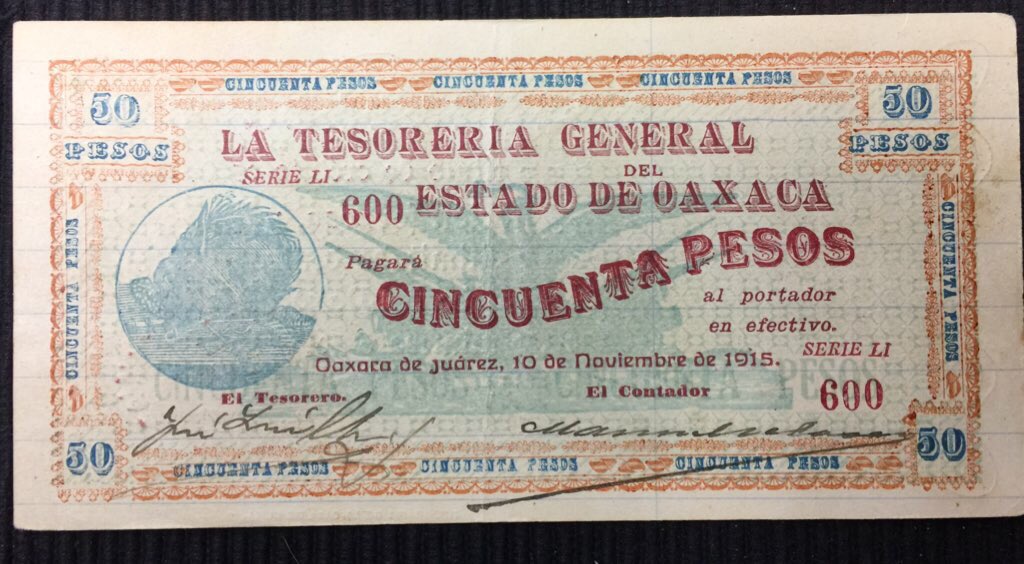 CINCUENTA PESOS CINCUENTA PESOS CINCUENTA PESOS
50 50
PESOS PESOS
LA TESORERIA GENERAL
SERIE LI. DEL
600 ESTADO DE OAXACA
Pagará CINCUENTA PESOS
al portador
en efectivo.
SERIE LI
Oaxaca de Juárez, 10 de Noviembre de 1915.
El Tesorero. El Contador 600
CINCUENTA PESOS
CINCUENTA PESOS
50 50
CINCUENTA PESOS CINCUENTA PESOS CINCUENTA PESOS